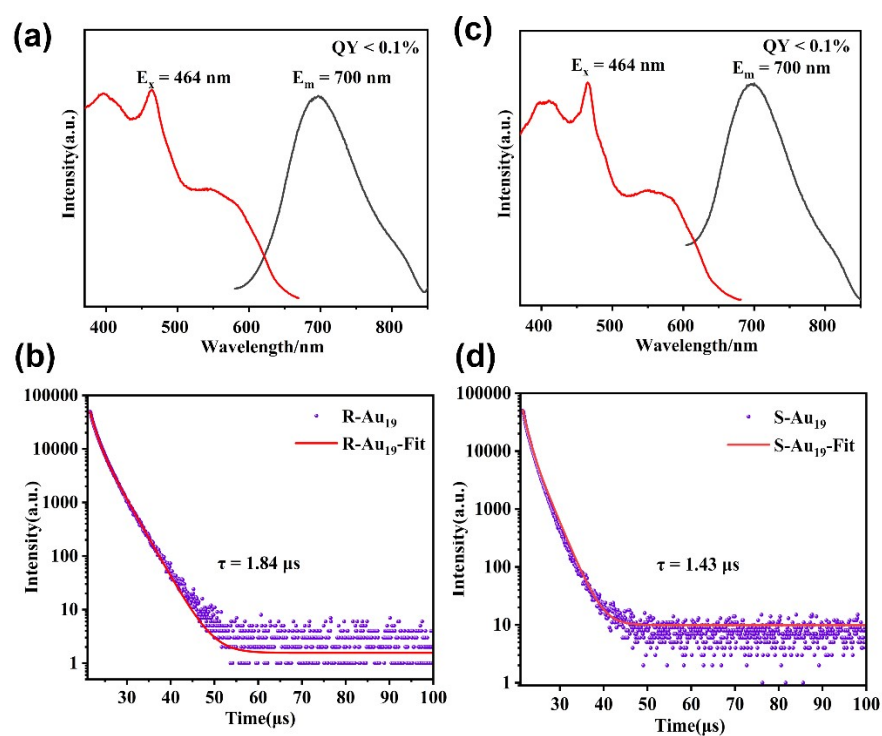 (a)
QY < 0.1%
Eₓ = 464 nm
Eₘ = 700 nm
Intensity(a.u.)
400 500 600 700 800
Wavelength/nm
(c)
QY < 0.1%
Eₓ = 464 nm
Eₘ = 700 nm
Intensity(a.u.)
400 500 600 700 800
Wavelength/nm
(b)
100000
10000
1000
100
10
1
Intensity(a.u.)
R-Au₁₉
R-Au₁₉-Fit
τ = 1.84 μs
30 40 50 60 70 80 90 100
Time(μs)
(d)
100000
10000
1000
100
10
1
Intensity(a.u.)
S-Au₁₉
S-Au₁₉-Fit
τ = 1.43 μs
30 40 50 60 70 80 90 100
Time(μs)